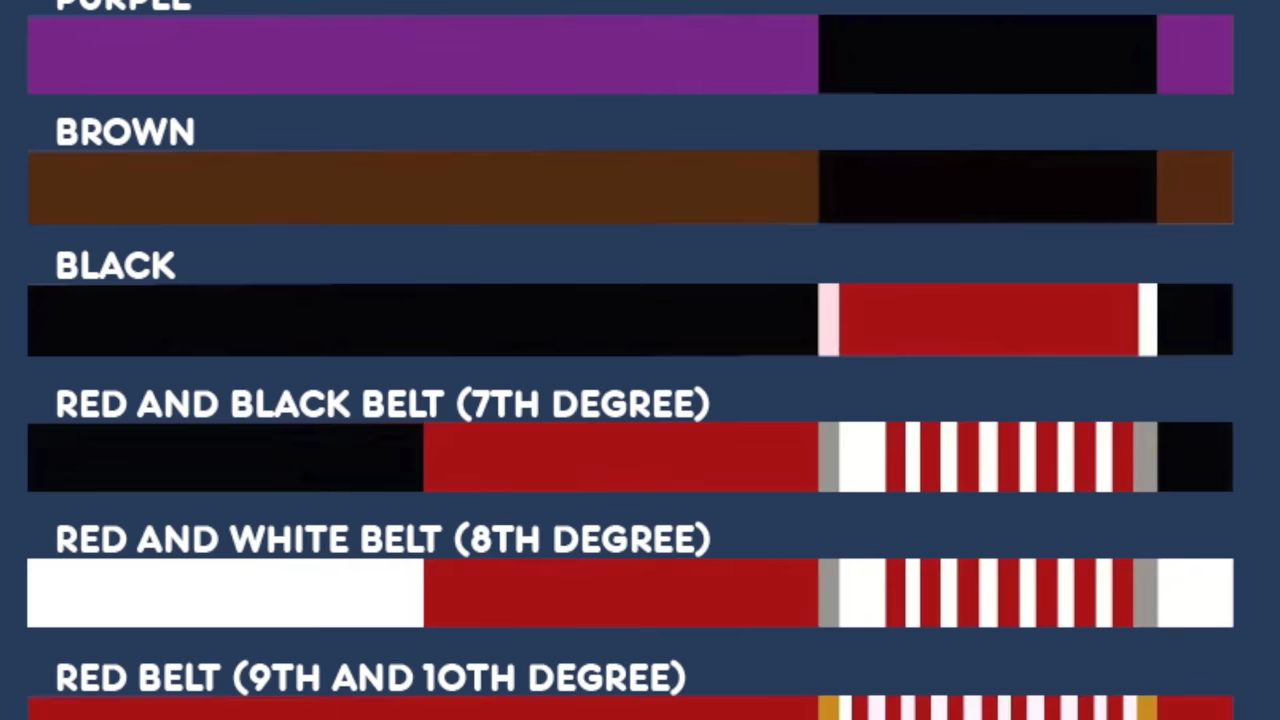 PURPLE
BROWN
BLACK
RED AND BLACK BELT (7TH DEGREE)
RED AND WHITE BELT (8TH DEGREE)
RED BELT (9TH AND 10TH DEGREE)